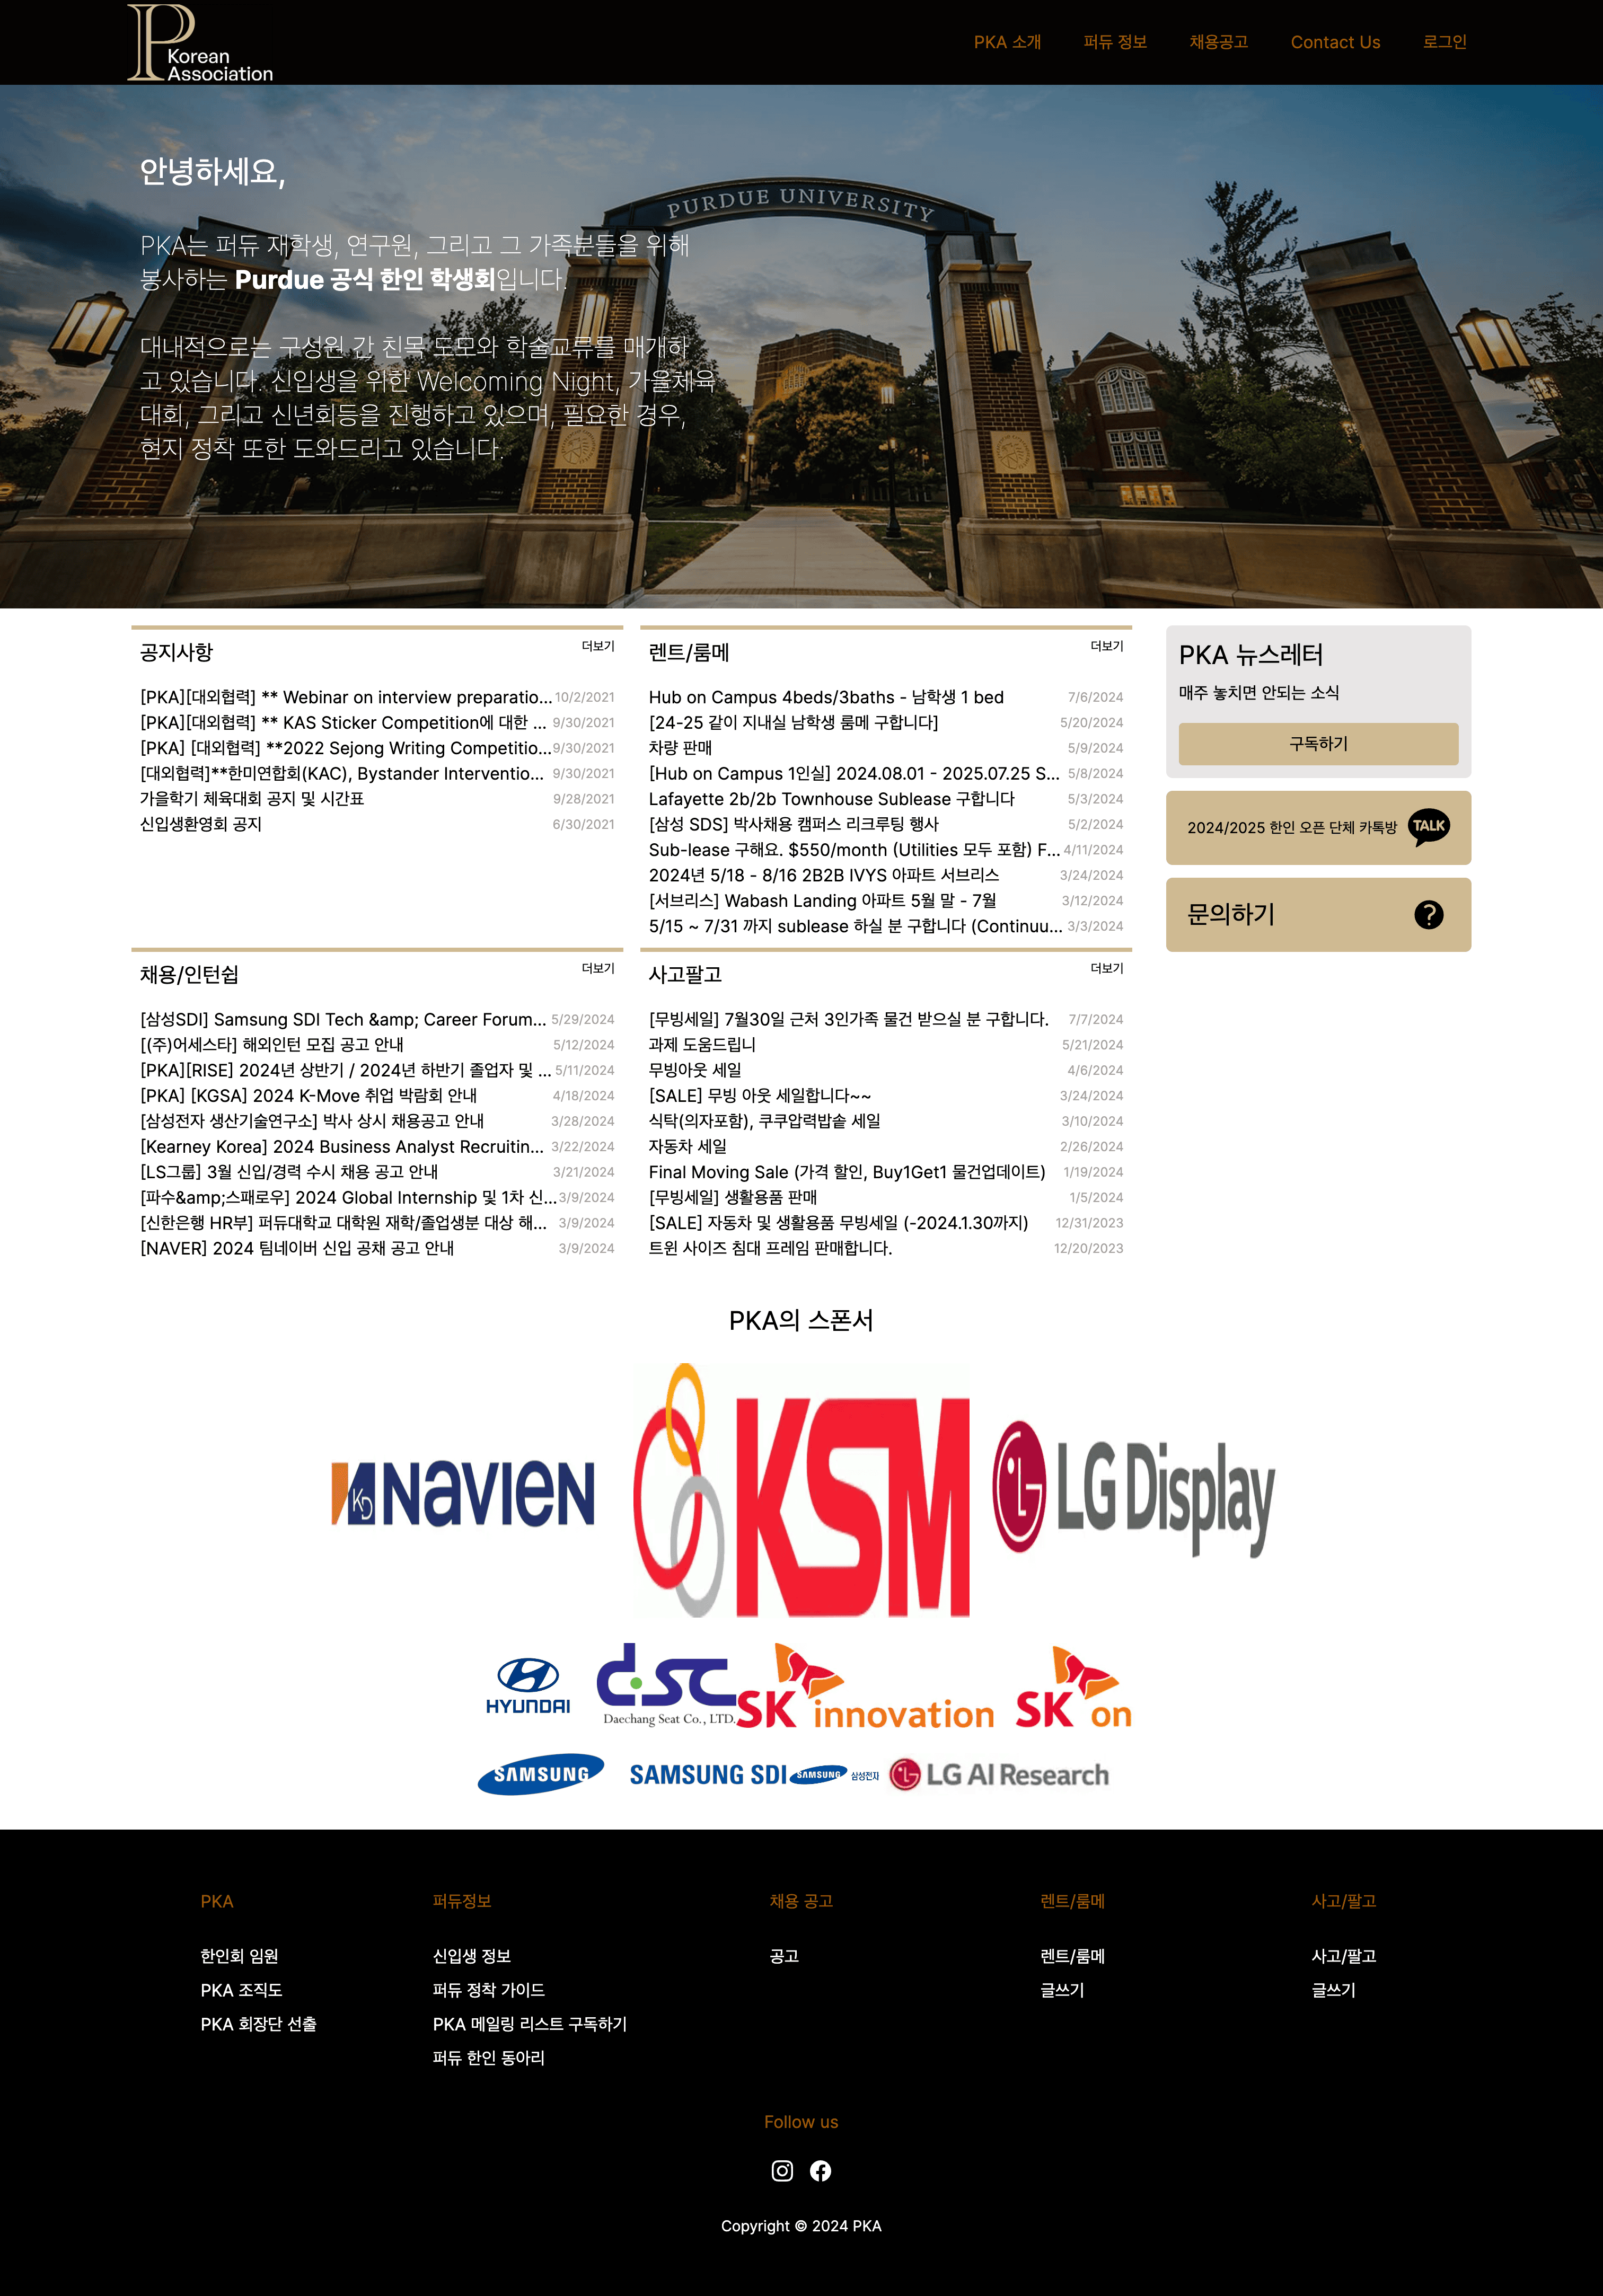 P Korean
Association
PKA 소개 퍼듀 정보 채용공고 Contact Us 로그인
PURDUE UNIVERSITY
안녕하세요,
PKA는 퍼듀 재학생, 연구원, 그리고 그 가족분들을 위해
봉사하는 Purdue 공식 한인 학생회입니다.
대내적으로는 구성원 간 친목 도모와 학술교류를 매개하
고 있습니다. 신입생을 위한 Welcoming Night, 가을체육
대회, 그리고 신년회등을 진행하고 있으며, 필요한 경우,
현지 정착 또한 도와드리고 있습니다.
공지사항 더보기
[PKA][대외협력] ** Webinar on interview preparatio... 10/2/2021
[PKA][대외협력] ** KAS Sticker Competition에 대한 ... 9/30/2021
[PKA] [대외협력] **2022 Sejong Writing Competitio... 9/30/2021
[대외협력]**한미연합회(KAC), Bystander Interventio... 9/30/2021
가을학기 체육대회 공지 및 시간표 9/28/2021
신입생환영회 공지 6/30/2021
렌트/룸메 더보기
Hub on Campus 4beds/3baths - 남학생 1 bed 7/6/2024
[24-25 같이 지내실 남학생 룸메 구합니다] 5/20/2024
차량 판매 5/9/2024
[Hub on Campus 1인실] 2024.08.01 - 2025.07.25 S... 5/8/2024
Lafayette 2b/2b Townhouse Sublease 구합니다 5/3/2024
[삼성 SDS] 박사채용 캠퍼스 리크루팅 행사 5/2/2024
Sub-lease 구해요. $550/month (Utilities 모두 포함) F... 4/11/2024
2024년 5/18 - 8/16 2B2B IVYS 아파트 서브리스 3/24/2024
[서브리스] Wabash Landing 아파트 5월 말 - 7월 3/12/2024
5/15 ~ 7/31 까지 sublease 하실 분 구합니다 (Continuu... 3/3/2024
PKA 뉴스레터
매주 놓치면 안되는 소식
구독하기
2024/2025 한인 오픈 단체 카톡방 TALK
문의하기 ?
채용/인턴쉽 더보기
[삼성SDI] Samsung SDI Tech &amp; Career Forum... 5/29/2024
[(주)어세스타] 해외인턴 모집 공고 안내 5/12/2024
[PKA][RISE] 2024년 상반기 / 2024년 하반기 졸업자 및 ... 5/11/2024
[PKA] [KGSA] 2024 K-Move 취업 박람회 안내 4/18/2024
[삼성전자 생산기술연구소] 박사 상시 채용공고 안내 3/28/2024
[Kearney Korea] 2024 Business Analyst Recruitin... 3/22/2024
[LS그룹] 3월 신입/경력 수시 채용 공고 안내 3/21/2024
[파수&amp;스패로우] 2024 Global Internship 및 1차 신... 3/9/2024
[신한은행 HR부] 퍼듀대학교 대학원 재학/졸업생분 대상 해... 3/9/2024
[NAVER] 2024 팀네이버 신입 공채 공고 안내 3/9/2024
사고팔고 더보기
[무빙세일] 7월30일 근처 3인가족 물건 받으실 분 구합니다. 7/7/2024
과제 도움드립니 5/21/2024
무빙아웃 세일 4/6/2024
[SALE] 무빙 아웃 세일합니다~~ 3/24/2024
식탁(의자포함), 쿠쿠압력밥솥 세일 3/10/2024
자동차 세일 2/26/2024
Final Moving Sale (가격 할인, Buy1Get1 물건업데이트) 1/19/2024
[무빙세일] 생활용품 판매 1/5/2024
[SALE] 자동차 및 생활용품 무빙세일 (-2024.1.30까지) 12/31/2023
트윈 사이즈 침대 프레임 판매합니다. 12/20/2023
PKA의 스폰서
KD NAVIEN KSM LG Display
HYUNDAI dsc Daechang Seat Co., LTD. SK innovation SK on
SAMSUNG SAMSUNG SDI SAMSUNG 삼성전자 LG AI Research
PKA 퍼듀정보 채용 공고 렌트/룸메 사고/팔고
한인회 임원 신입생 정보 공고 렌트/룸메 사고/팔고
PKA 조직도 퍼듀 정착 가이드 글쓰기 글쓰기
PKA 회장단 선출 PKA 메일링 리스트 구독하기
퍼듀 한인 동아리
Follow us
Copyright © 2024 PKA